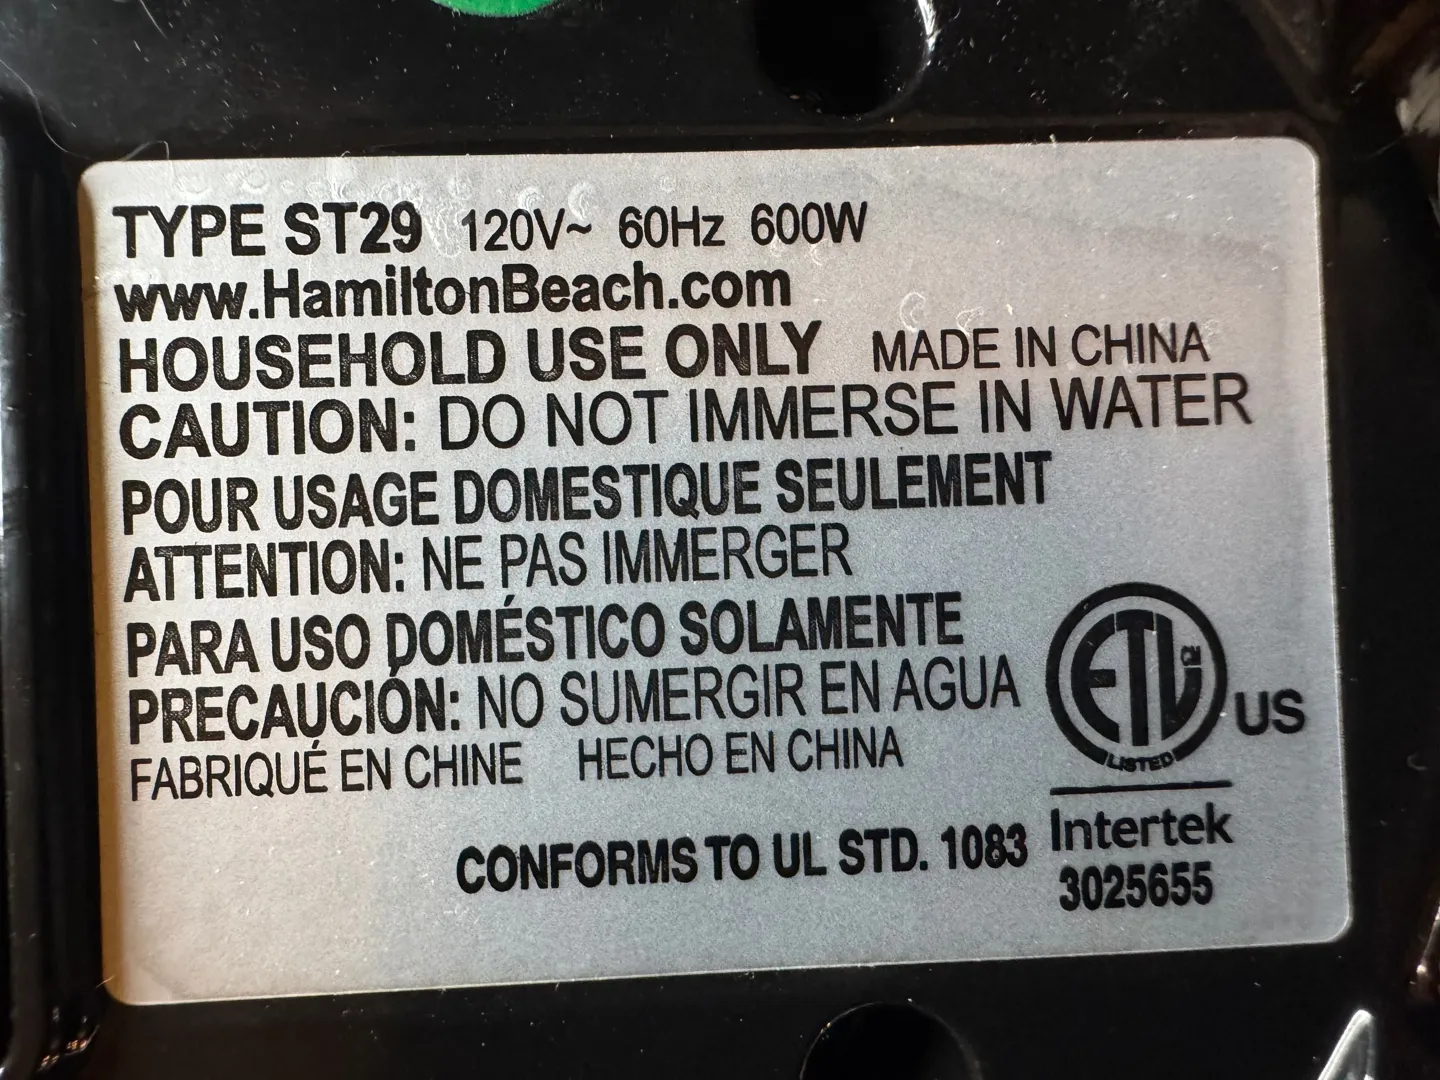 TYPE ST29 120V~ 60Hz 600W
www.HamiltonBeach.com
HOUSEHOLD USE ONLY MADE IN CHINA
CAUTION: DO NOT IMMERSE IN WATER
POUR USAGE DOMESTIQUE SEULEMENT
ATTENTION: NE PAS IMMERGER
PARA USO DOMÉSTICO SOLAMENTE
PRECAUCIÓN: NO SUMERGIR EN AGUA
FABRIQUÉ EN CHINE HECHO EN CHINA
ETL CM US
LISTED
Intertek
3025655
CONFORMS TO UL STD. 1083